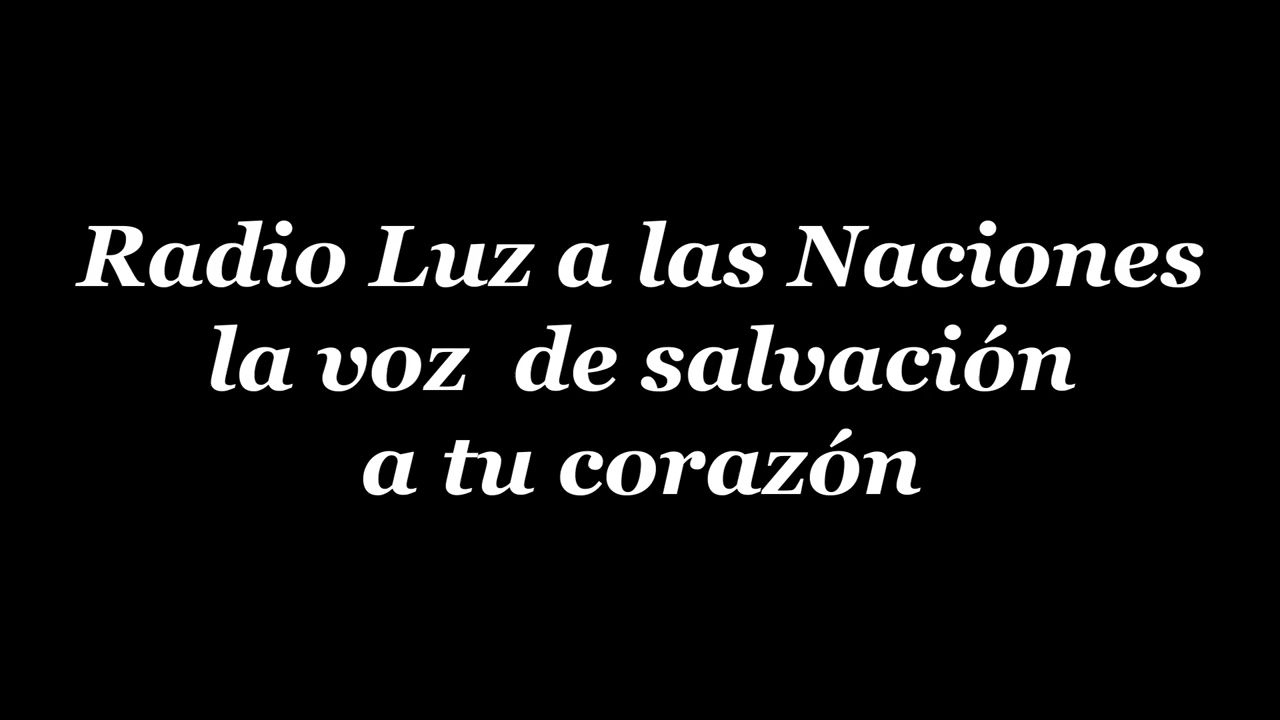 Radio Luz a las Naciones
la voz  de salvación
a tu corazón